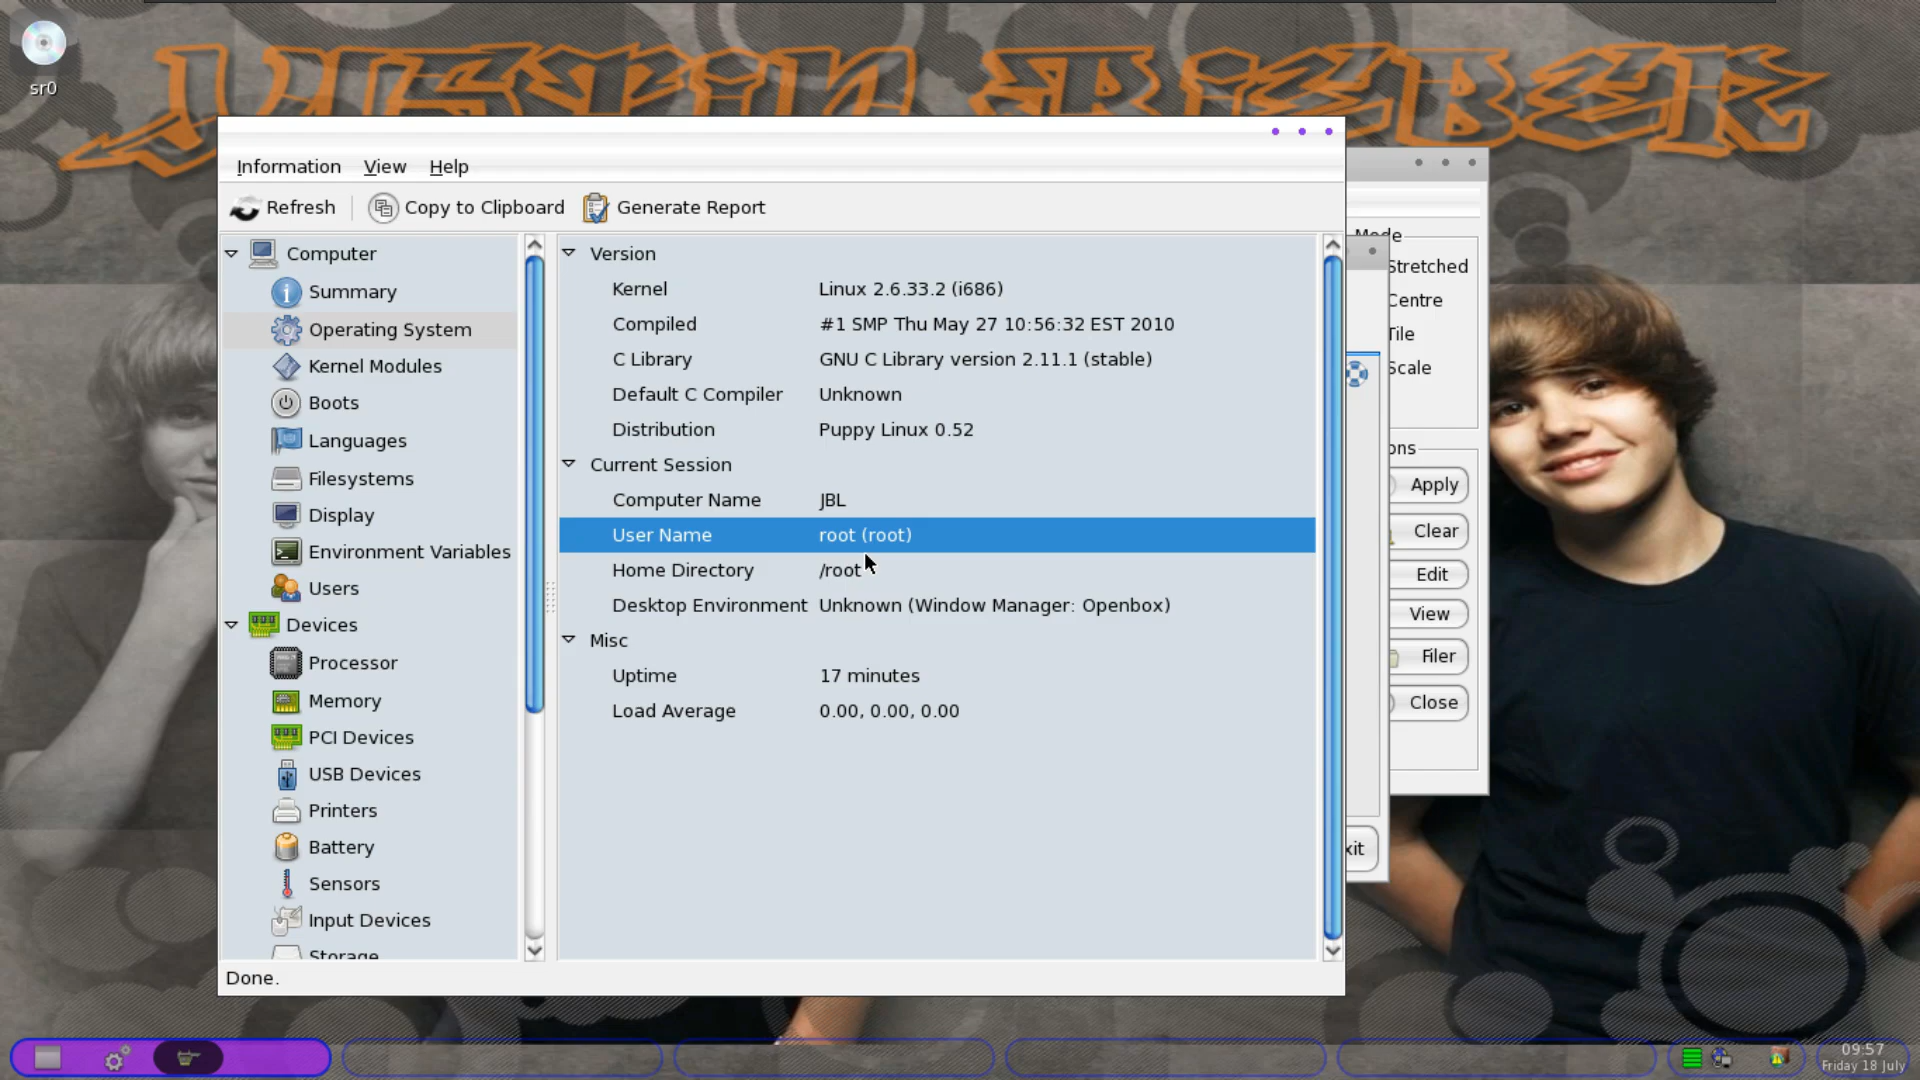 sr0
JUSTIN BIEBER
Information View Help
Refresh Copy to Clipboard Generate Report
Computer
Summary
Operating System
Kernel Modules
Boots
Languages
Filesystems
Display
Environment Variables
Users
Devices
Processor
Memory
PCI Devices
USB Devices
Printers
Battery
Sensors
Input Devices
Storage
Version
Kernel Linux 2.6.33.2 (i686)
Compiled #1 SMP Thu May 27 10:56:32 EST 2010
C Library GNU C Library version 2.11.1 (stable)
Default C Compiler Unknown
Distribution Puppy Linux 0.52
Current Session
Computer Name JBL
User Name root (root)
Home Directory /root
Desktop Environment Unknown (Window Manager: Openbox)
Misc
Uptime 17 minutes
Load Average 0.00, 0.00, 0.00
Done.
Mode
Stretched
Centre
Tile
Scale
ons
Apply
Clear
Edit
View
Filer
Close
xit
09:57
Friday 18 July